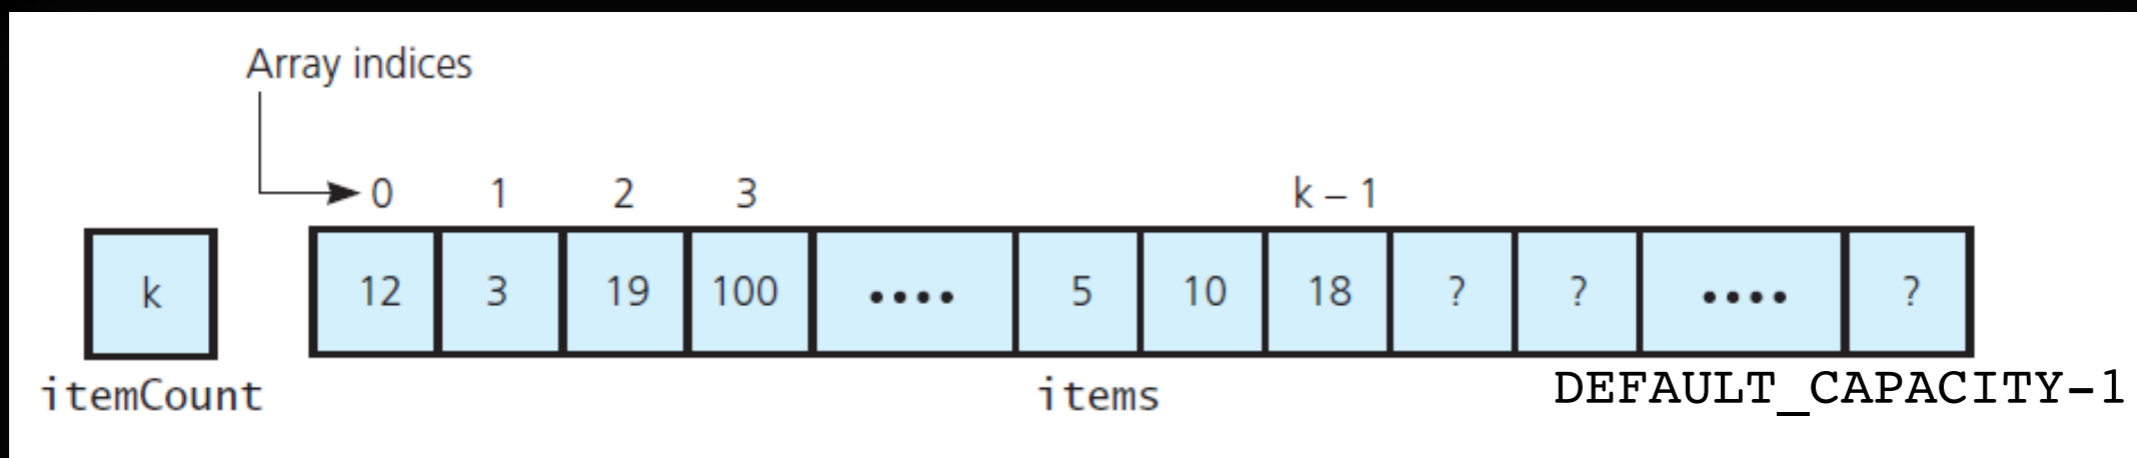 Array indices
0 1 2 3 k – 1
k 12 3 19 100 •••• 5 10 18 ? ? •••• ?
itemCount items DEFAULT_CAPACITY-1